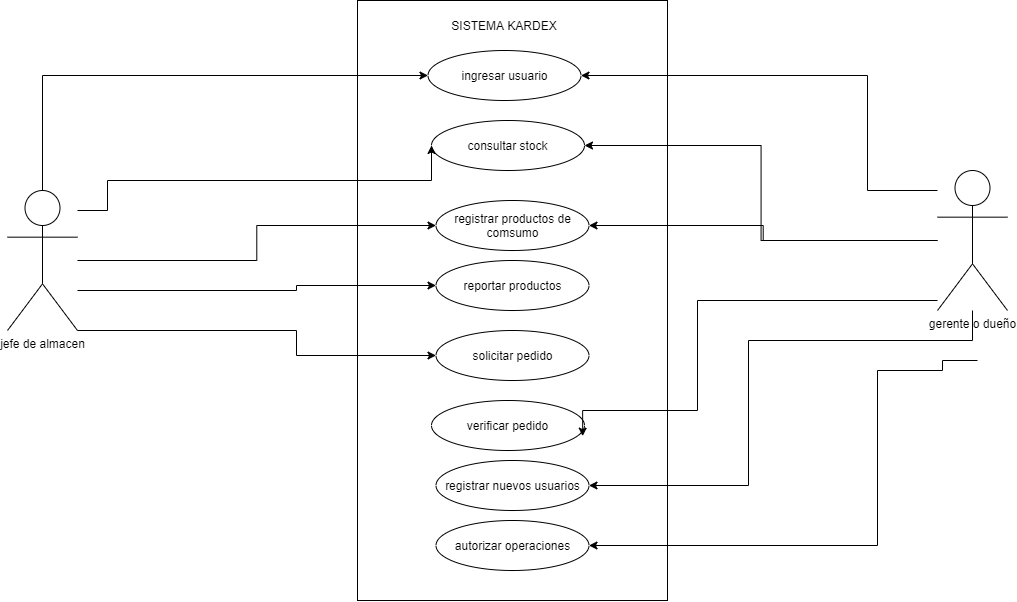 SISTEMA KARDEX
ingresar usuario
consultar stock
registrar productos de
comsumo
reportar productos
solicitar pedido
verificar pedido
registrar nuevos usuarios
autorizar operaciones
jefe de almacen
gerente o dueño